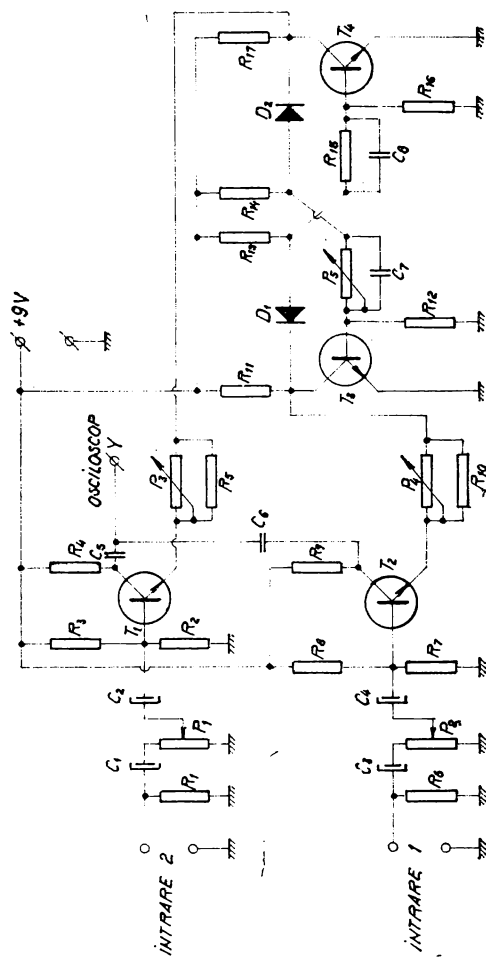 INTRARE 2
INTRARE 1
R1
C1
P1
C2
R3
R2
T1
R4
C5
OSCILOSCOP
Y
+9V
P3
R5
C6
R6
C3
C4
R8
R7
R9
T2
P4
R10
R11
D1
R13
R14
D2
R17
T3
R12
P5
C7
R15
C8
R16
T4